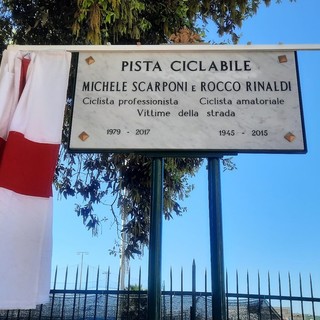 PISTA CICLABILE
MICHELE SCARPONI E ROCCO RINALDI
Ciclista professionista Ciclista amatoriale
Vittime della strada
1979 - 2017 1945 - 2015